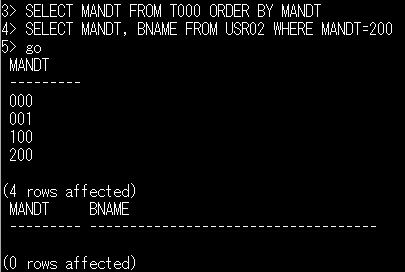 3> SELECT MANDT FROM T000 ORDER BY MANDT
4> SELECT MANDT, BNAME FROM USR02 WHERE MANDT=200
5> go
MANDT
---------
000
001
100
200
(4 rows affected)
MANDT BNAME
--------- ------------------------------------
(0 rows affected)